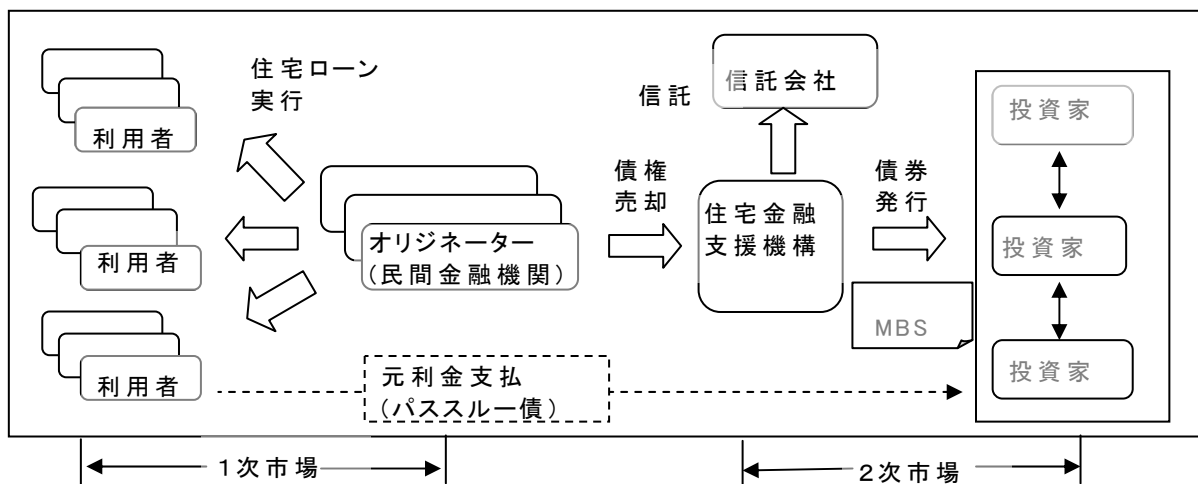 住宅ローン
実行
利用者
利用者
利用者
オリジネーター
（民間金融機関）
債権
売却
信託
信託会社
住宅金融
支援機構
債券
発行
MBS
投資家
投資家
投資家
元利金支払
（パススルー債）
1次市場
2次市場